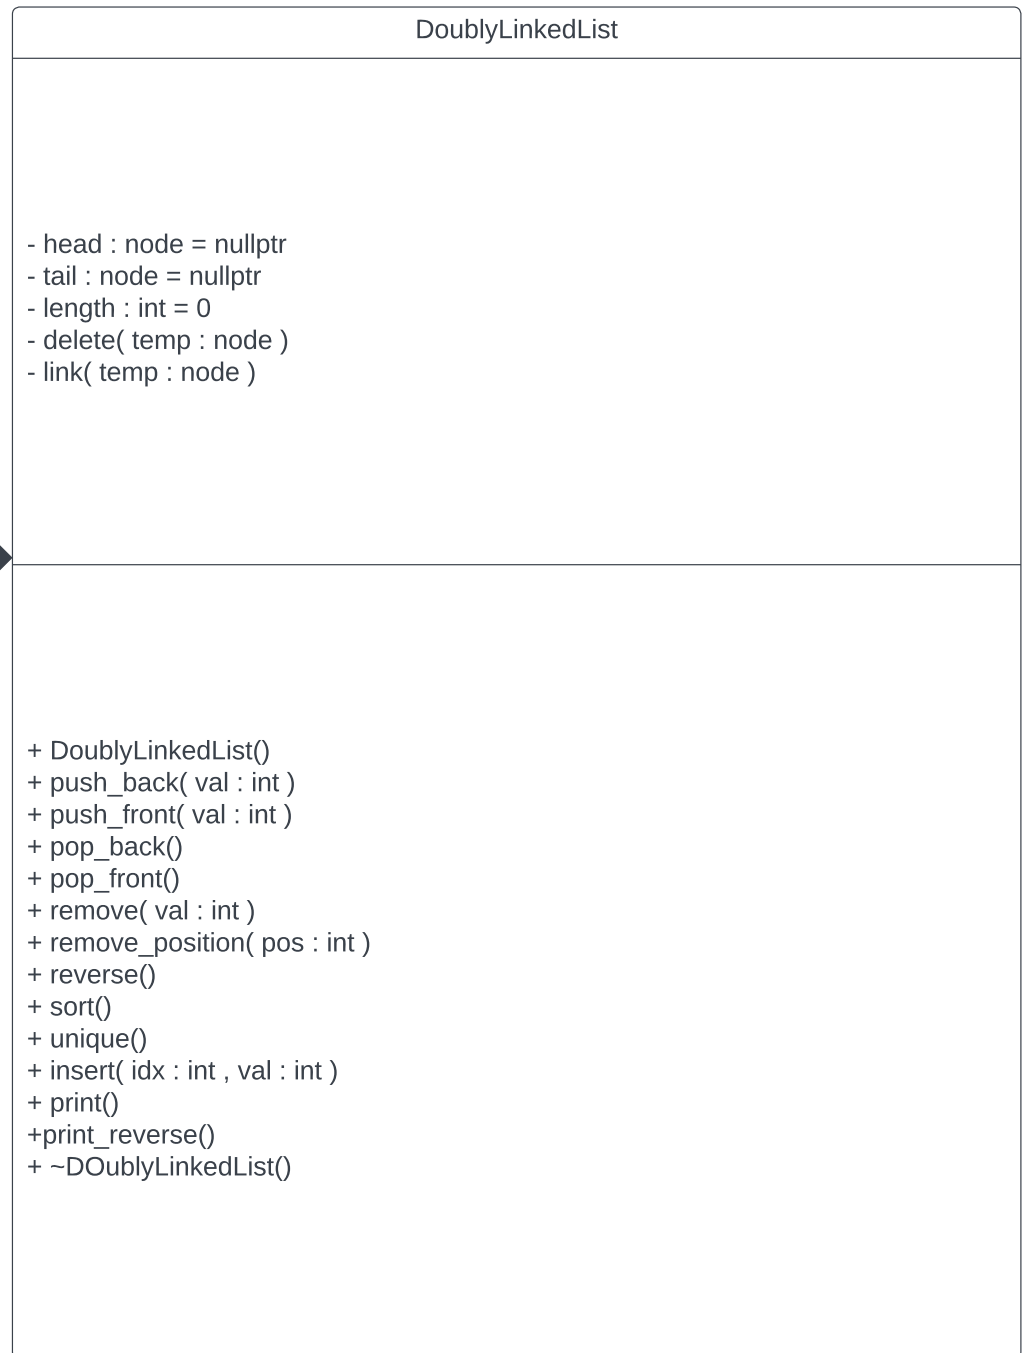 DoublyLinkedList
- head : node = nullptr
- tail : node = nullptr
- length : int = 0
- delete( temp : node )
- link( temp : node )
+ DoublyLinkedList()
+ push_back( val : int )
+ push_front( val : int )
+ pop_back()
+ pop_front()
+ remove( val : int )
+ remove_position( pos : int )
+ reverse()
+ sort()
+ unique()
+ insert( idx : int , val : int )
+ print()
+print_reverse()
+ ~DOublyLinkedList()